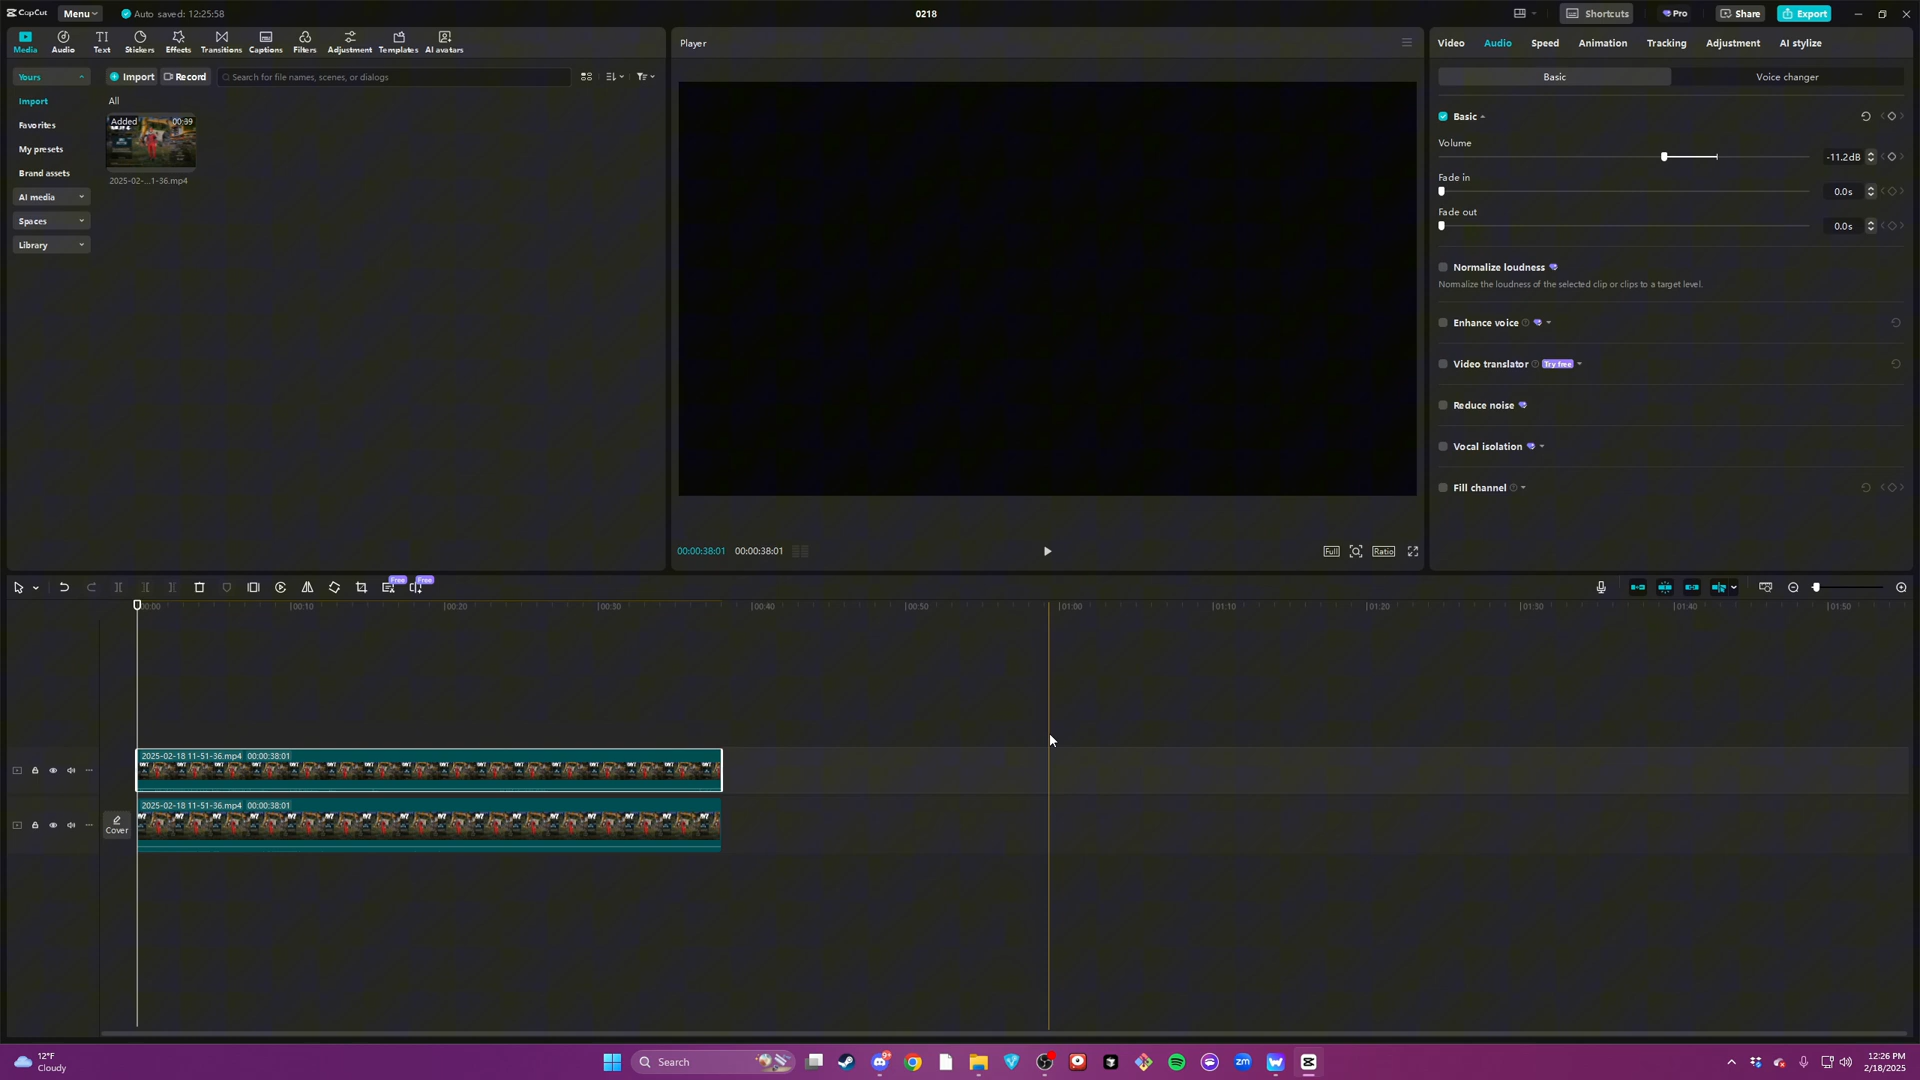 CapCut
Menu
Auto saved: 12:25:58
0218
Shortcuts
Pro
Share
Export
Media
Audio
Text
Stickers
Effects
Transitions
Captions
Filters
Adjustment
Templates
AI avatars
Yours
Import
Record
Search for file names, scenes, or dialogs
Import
Favorites
My presets
Brand assets
AI media
Spaces
Library
All
Added 00:39
2025-02-...1-36.mp4
Player
00:00:38:01 00:00:38:01
Full
Ratio
Video
Audio
Speed
Animation
Tracking
Adjustment
AI stylize
Basic
Voice changer
Basic
Volume
-11.2dB
Fade in
0.0s
Fade out
0.0s
Normalize loudness
Normalize the loudness of the selected clip or clips to a target level.
Enhance voice
Video translator Try free
Reduce noise
Vocal isolation
Fill channel
Free
Free
00:00 00:10 00:20 00:30 00:40 00:50 01:00 01:10 01:20 01:30 01:40 01:50
2025-02-18 11-51-36.mp4 00:00:38:01
2025-02-18 11-51-36.mp4 00:00:38:01
Cover
12°F
Cloudy
Search
9+
zm
12:26 PM
2/18/2025